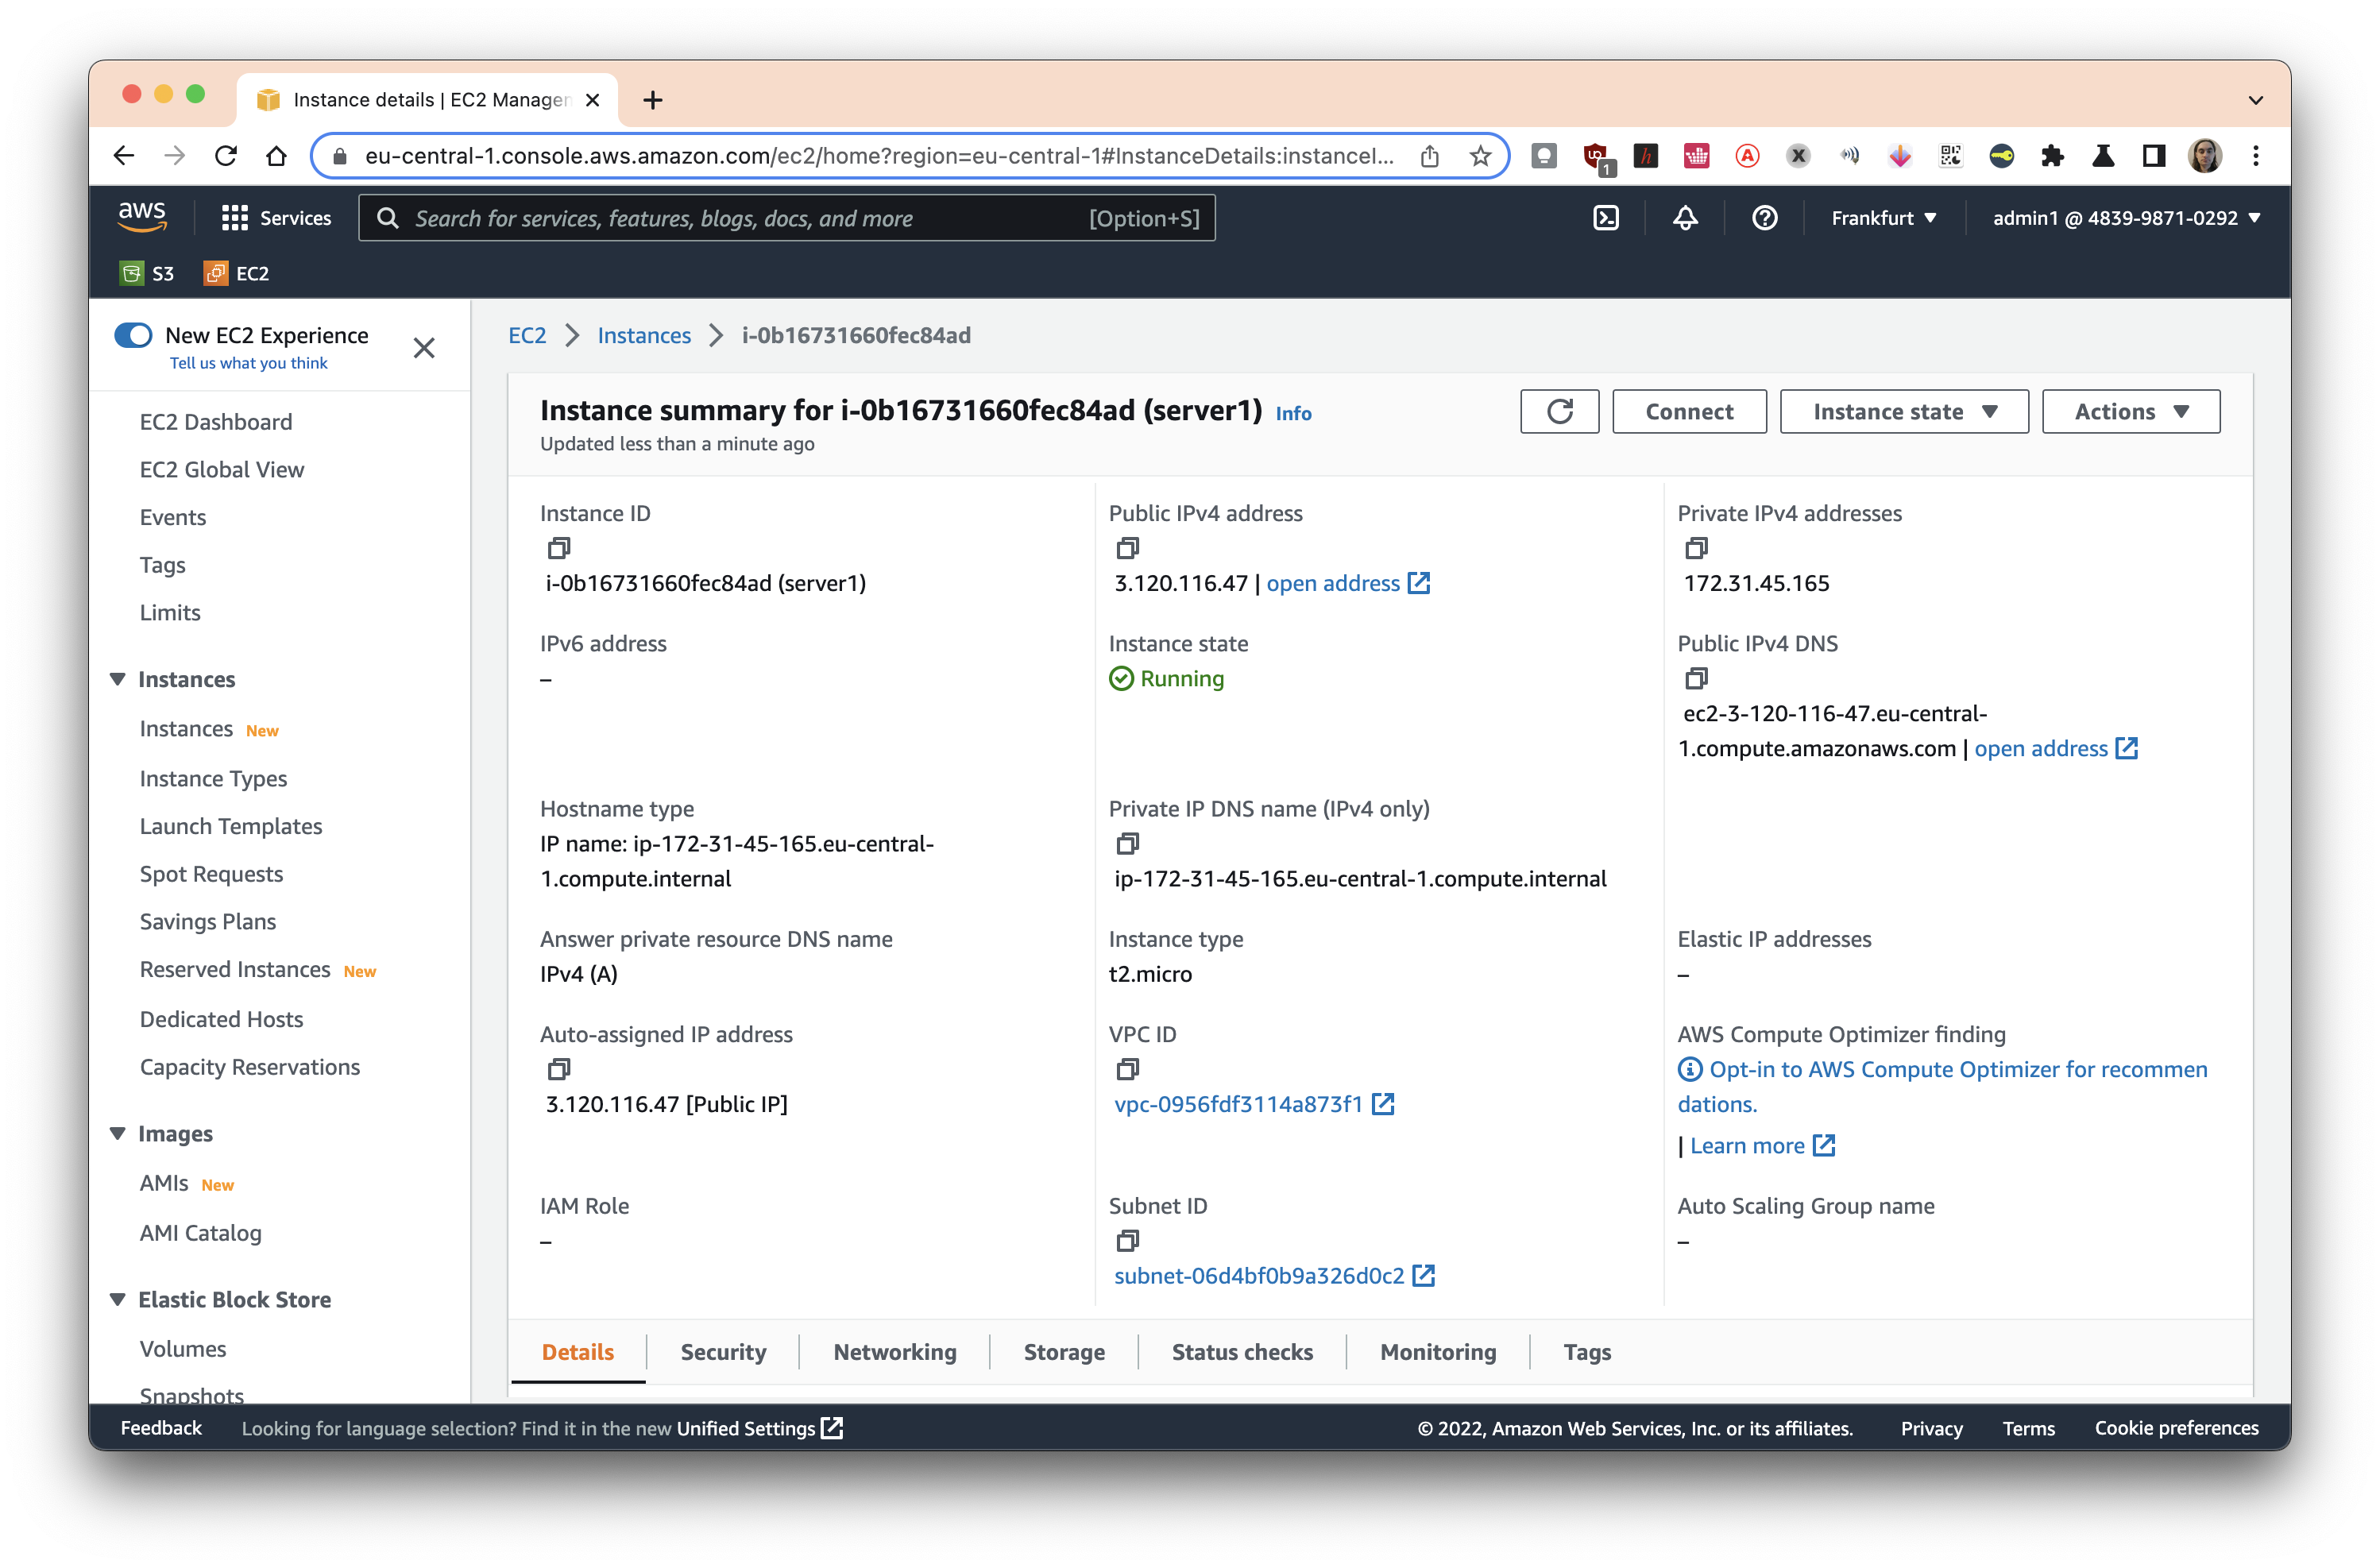 Instance details | EC2 Manage
eu-central-1.console.aws.amazon.com/ec2/home?region=eu-central-1#InstanceDetails:instanceI...
1
aws
Services
Search for services, features, blogs, docs, and more
[Option+S]
Frankfurt
admin1 @ 4839-9871-0292
S3
EC2
New EC2 Experience
Tell us what you think
EC2 Dashboard
EC2 Global View
Events
Tags
Limits
Instances
Instances New
Instance Types
Launch Templates
Spot Requests
Savings Plans
Reserved Instances New
Dedicated Hosts
Capacity Reservations
Images
AMIs New
AMI Catalog
Elastic Block Store
Volumes
Snapshots
EC2 > Instances > i-0b16731660fec84ad
Instance summary for i-0b16731660fec84ad (server1) Info
Updated less than a minute ago
Connect
Instance state
Actions
Instance ID
i-0b16731660fec84ad (server1)
Public IPv4 address
3.120.116.47 | open address
Private IPv4 addresses
172.31.45.165
IPv6 address
–
Instance state
Running
Public IPv4 DNS
ec2-3-120-116-47.eu-central-
1.compute.amazonaws.com | open address
Hostname type
IP name: ip-172-31-45-165.eu-central-
1.compute.internal
Private IP DNS name (IPv4 only)
ip-172-31-45-165.eu-central-1.compute.internal
Answer private resource DNS name
IPv4 (A)
Instance type
t2.micro
Elastic IP addresses
–
Auto-assigned IP address
3.120.116.47 [Public IP]
VPC ID
vpc-0956fdf3114a873f1
AWS Compute Optimizer finding
Opt-in to AWS Compute Optimizer for recommen
dations.
| Learn more
IAM Role
–
Subnet ID
subnet-06d4bf0b9a326d0c2
Auto Scaling Group name
–
Details
Security
Networking
Storage
Status checks
Monitoring
Tags
Feedback
Looking for language selection? Find it in the new Unified Settings
© 2022, Amazon Web Services, Inc. or its affiliates.
Privacy
Terms
Cookie preferences